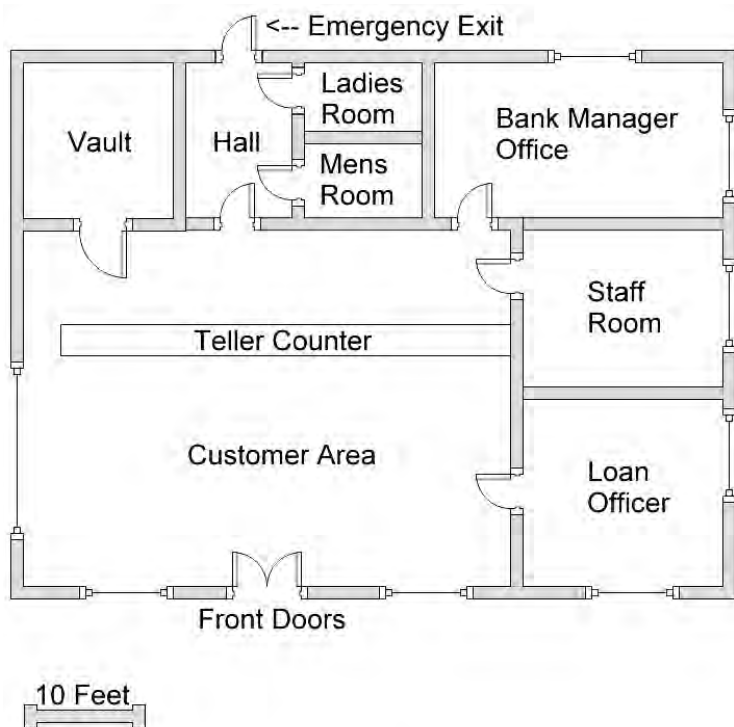 <-- Emergency Exit
Vault
Hall
Ladies
Room
Mens
Room
Bank Manager
Office
Staff
Room
Teller Counter
Customer Area
Loan
Officer
Front Doors
10 Feet